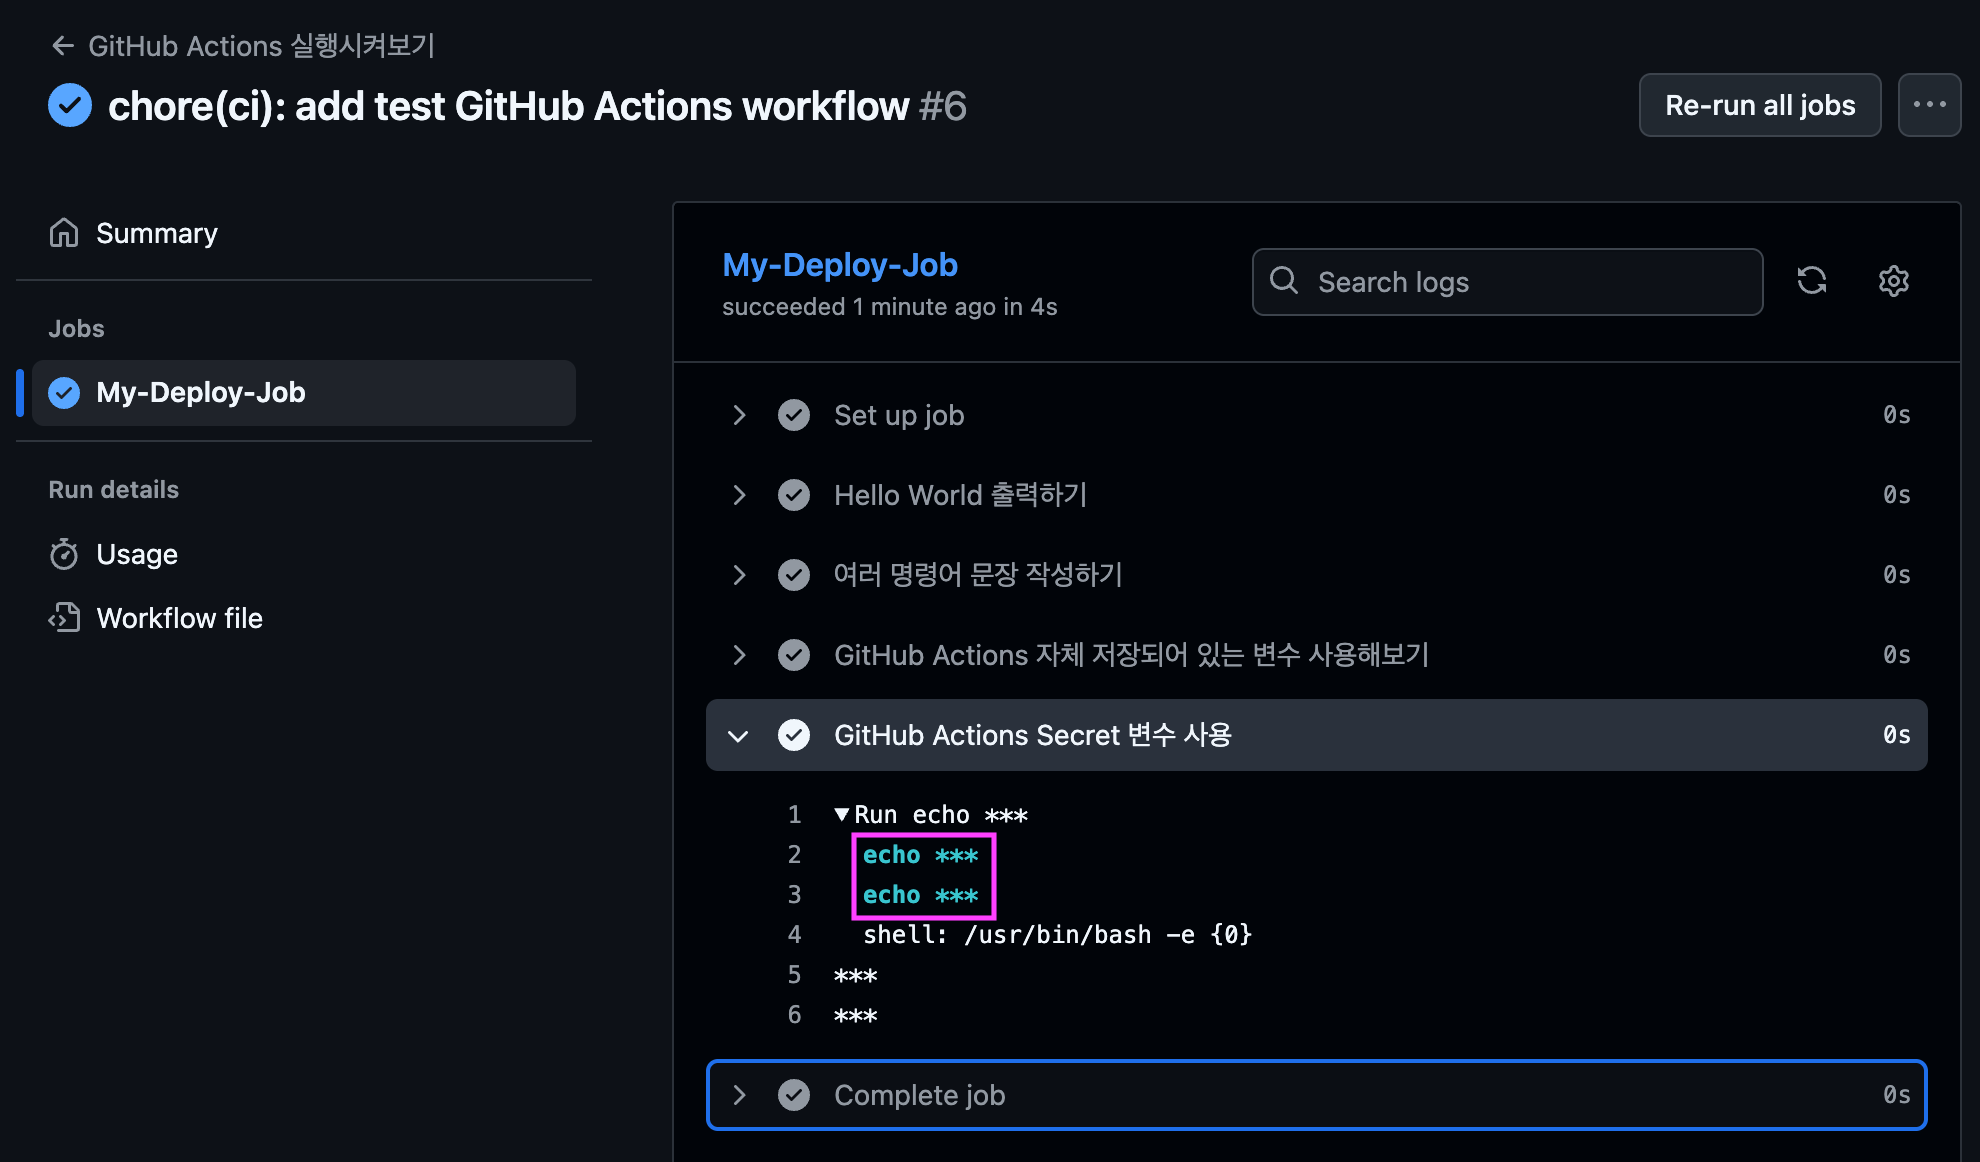 GitHub Actions 실행시켜보기
chore(ci): add test GitHub Actions workflow #6
Re-run all jobs
Summary
Jobs
My-Deploy-Job
Run details
Usage
Workflow file
My-Deploy-Job
succeeded 1 minute ago in 4s
Search logs
Set up job 0s
Hello World 출력하기 0s
여러 명령어 문장 작성하기 0s
GitHub Actions 자체 저장되어 있는 변수 사용해보기 0s
GitHub Actions Secret 변수 사용 0s
1 ▼Run echo ***
2 echo ***
3 echo ***
4 shell: /usr/bin/bash -e {0}
5 ***
6 ***
Complete job 0s